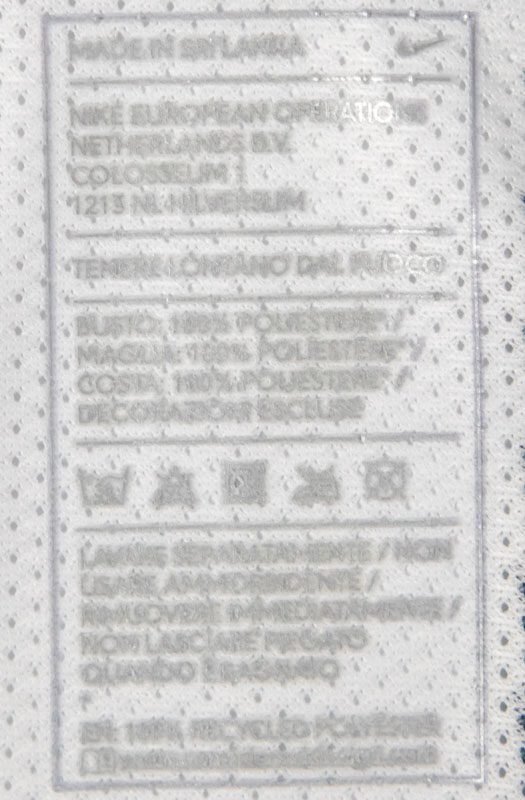 MADE IN SRI LANKA
NIKE EUROPEAN OPERATIONS
NETHERLANDS B.V.
COLOSSEUM 1
1213 NL HILVERSUM
TENERE LONTANO DAL FUOCO
BUSTO: 100% POLIESTERE* /
MAGLIA: 100% POLIESTERE* /
COSTA: 100% POLIESTERE* /
DECORAZIONI ESCLUSE
LAVARE SEPARATAMENTE / NON
USARE AMMORBIDENTE /
RIMUOVERE IMMEDIATAMENTE /
NON LASCIARE PIEGATO
QUANDO È BAGNATO
*
EN: 100% RECYCLED POLYESTER